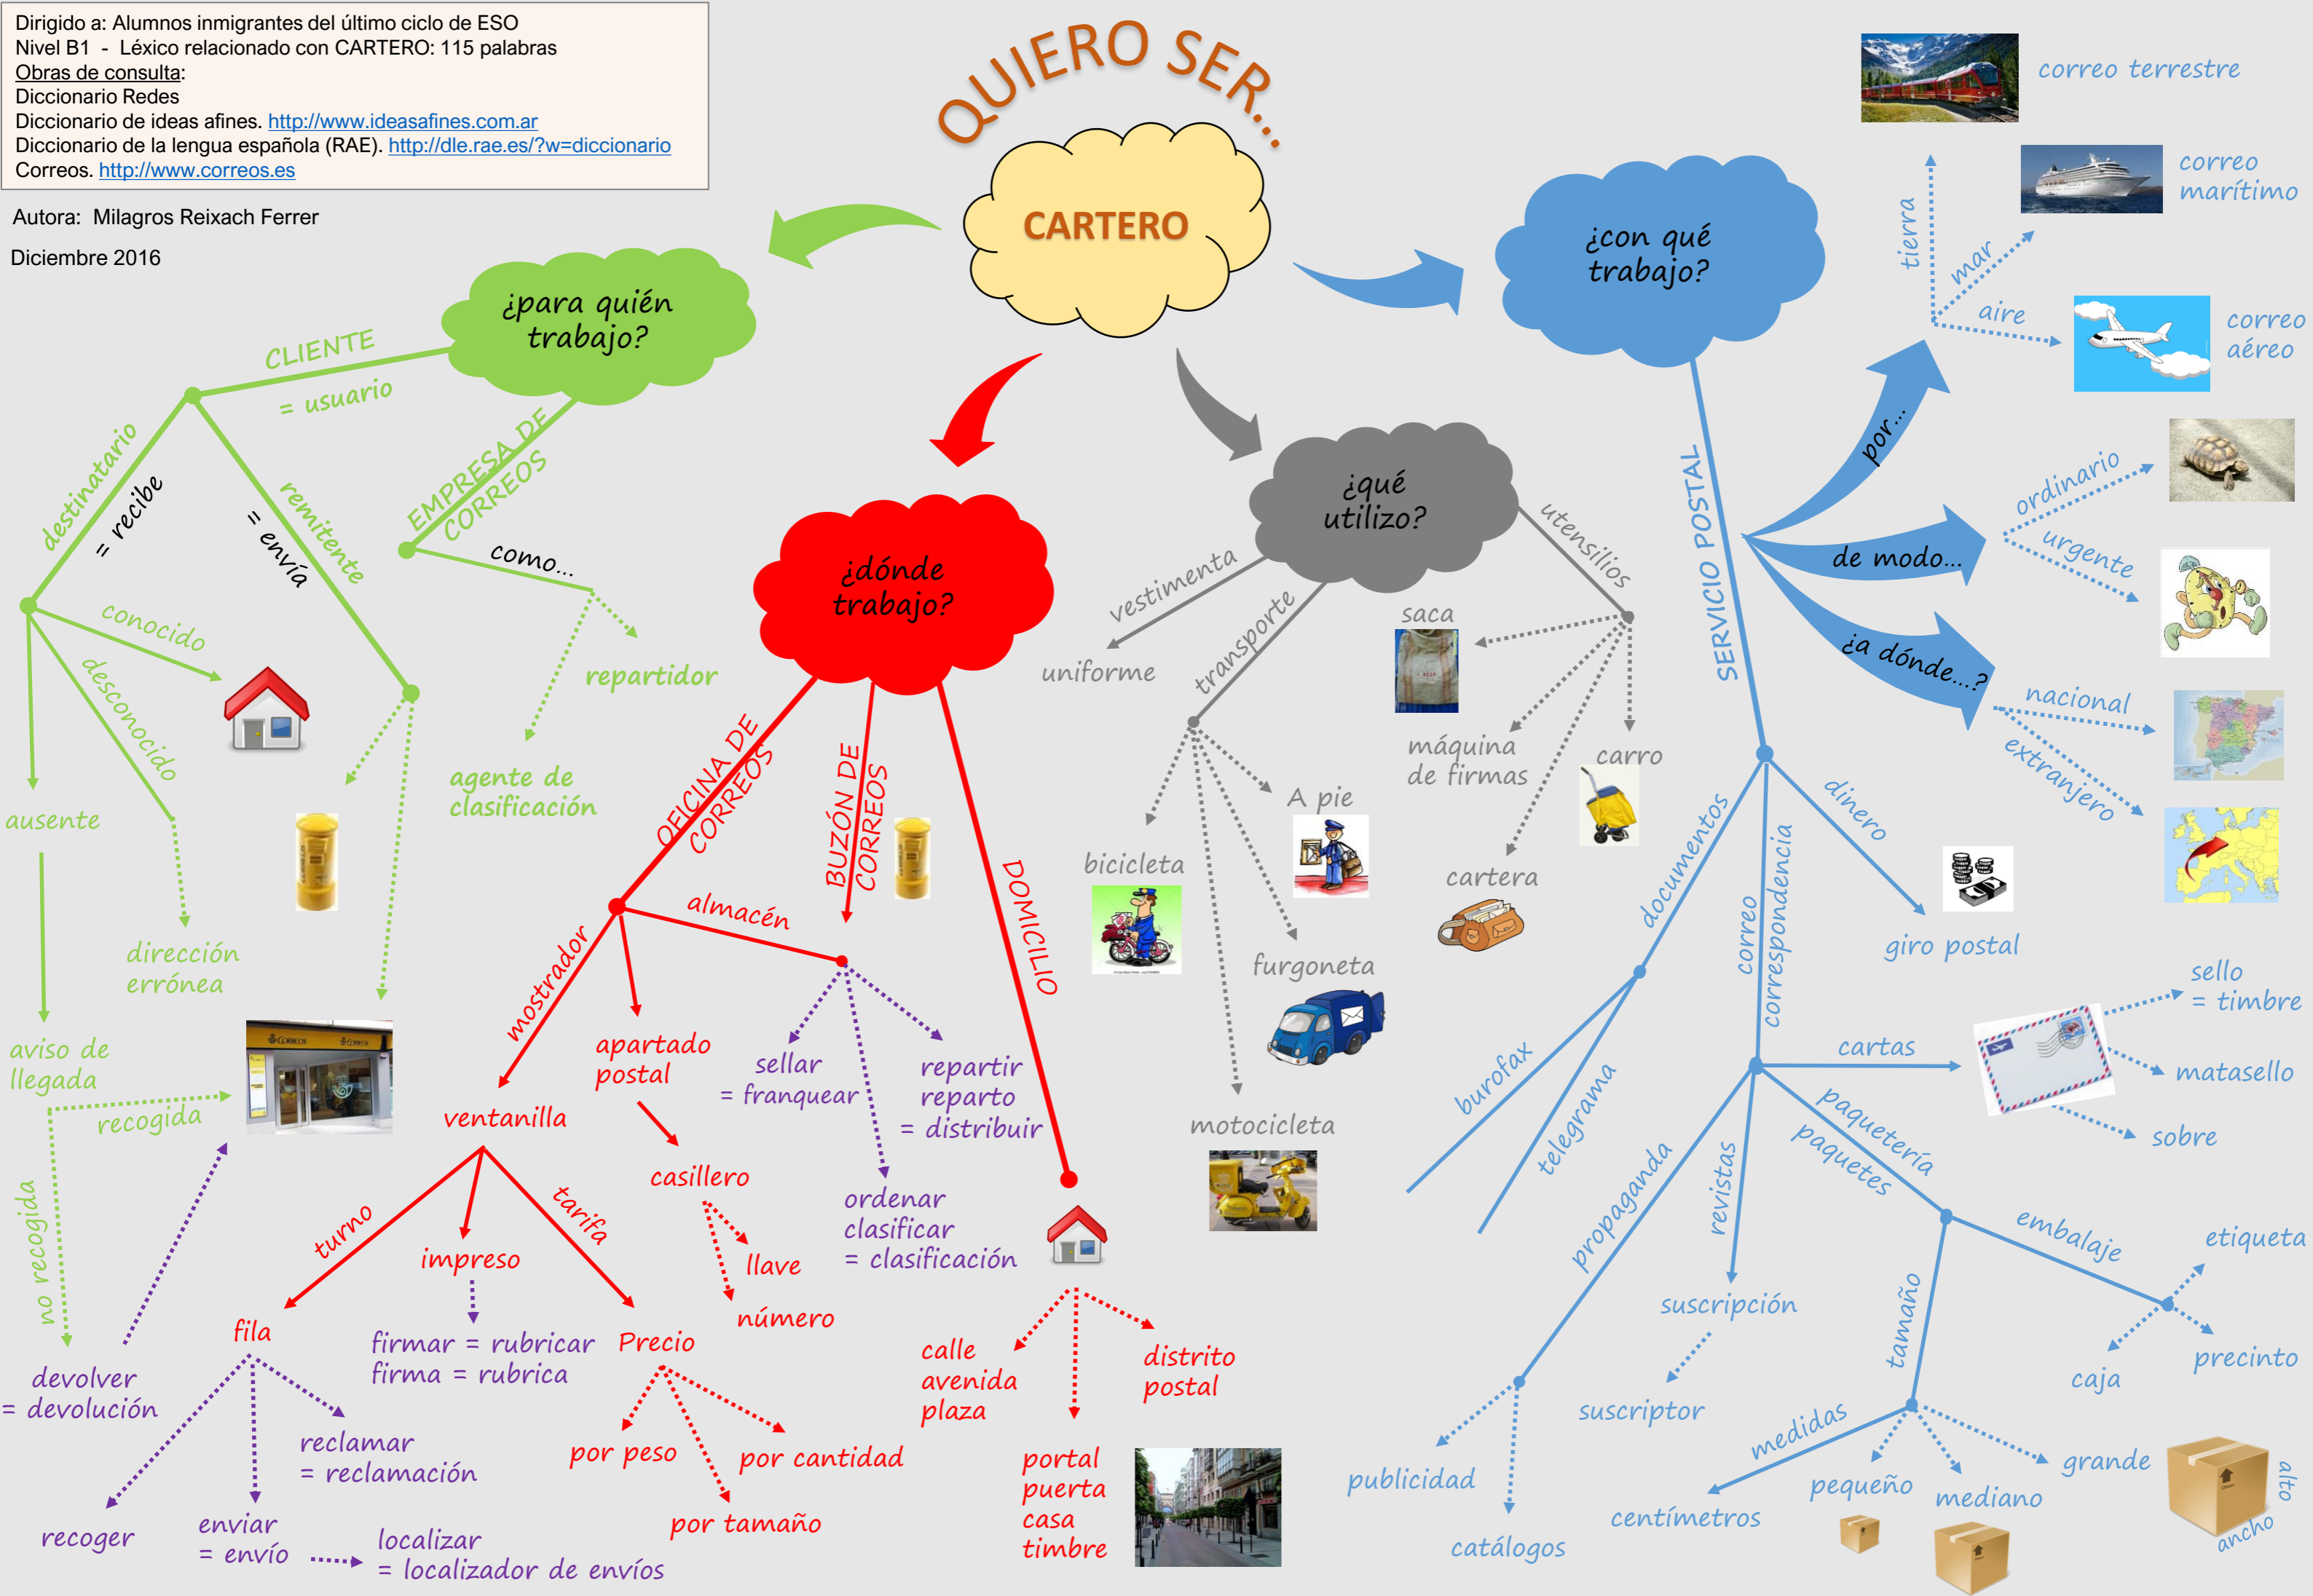 Dirigido a: Alumnos inmigrantes del último ciclo de ESO
Nivel B1 - Léxico relacionado con CARTERO: 115 palabras
Obras de consulta:
Diccionario Redes
Diccionario de ideas afines. http://www.ideasafines.com.ar
Diccionario de la lengua española (RAE). http://dle.rae.es/?w=diccionario
Correos. http://www.correos.es
Autora: Milagros Reixach Ferrer
Diciembre 2016
QUIERO SER...
CARTERO
¿para quién
trabajo?
CLIENTE
= usuario
destinatario
= recibe
remitente
= envía
EMPRESA DE
CORREOS
como...
repartidor
agente de
clasificación
conocido
desconocido
ausente
dirección
errónea
aviso de
llegada
recogida
no recogida
CORREOS
CORREOS
devolver
= devolución
¿dónde
trabajo?
OFICINA DE
CORREOS
BUZÓN DE
CORREOS
DOMICILIO
mostrador
almacén
apartado
postal
casillero
llave
número
sellar
= franquear
repartir
reparto
= distribuir
ordenar
clasificar
= clasificación
ventanilla
turno
impreso
tarifa
fila
firmar = rubricar
firma = rubrica
Precio
por peso
por cantidad
por tamaño
recoger
enviar
= envío
reclamar
= reclamación
localizar
= localizador de envíos
calle
avenida
plaza
distrito
postal
portal
puerta
casa
timbre
¿qué
utilizo?
vestimenta
uniforme
transporte
utensilios
saca
máquina
de firmas
carro
cartera
bicicleta
A pie
furgoneta
motocicleta
¿con qué
trabajo?
SERVICIO POSTAL
por...
tierra
mar
aire
correo terrestre
correo
marítimo
correo
aéreo
de modo...
ordinario
urgente
¿a dónde...?
nacional
extranjero
documentos
correo
correspondencia
dinero
giro postal
burofax
telegrama
cartas
sello
= timbre
matasello
sobre
propaganda
revistas
paquetería
paquetes
suscripción
suscriptor
publicidad
catálogos
embalaje
etiqueta
caja
precinto
tamaño
medidas
centímetros
pequeño
mediano
grande
alto
ancho